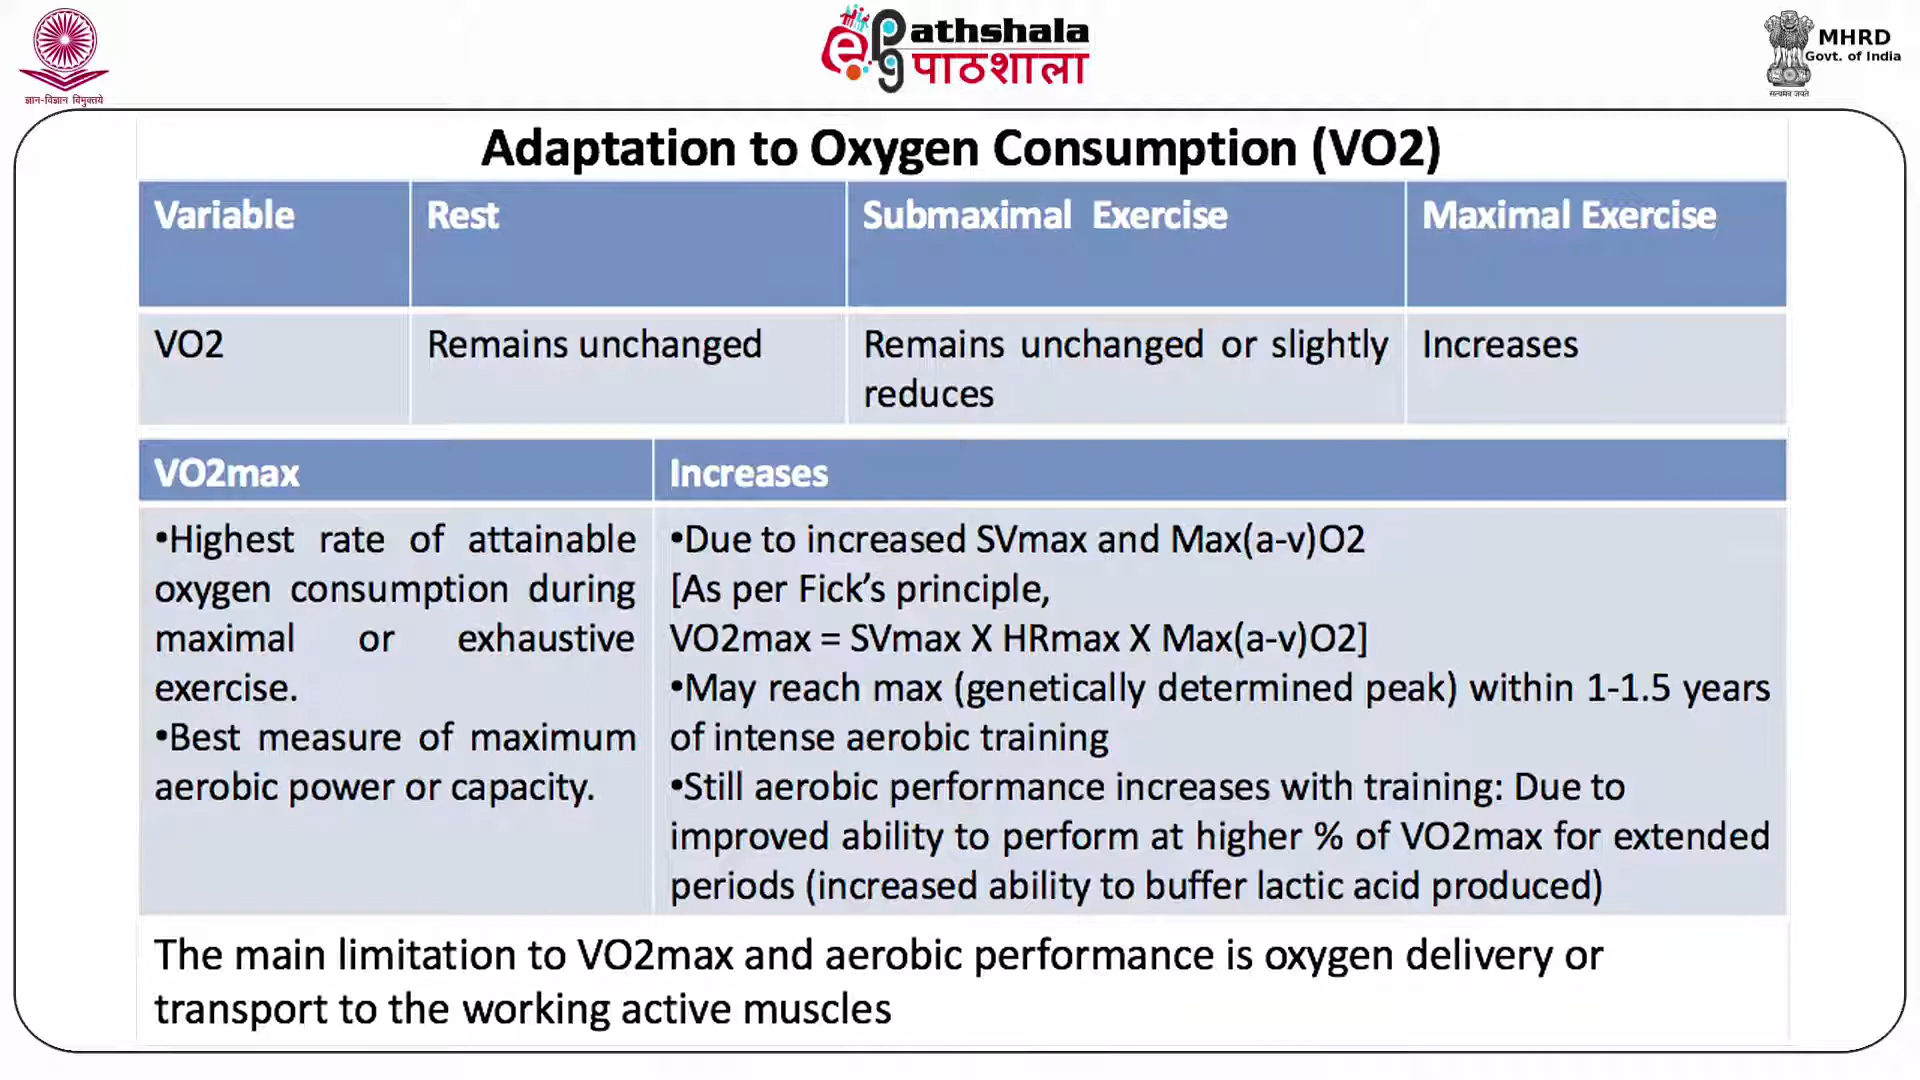 ज्ञान-विज्ञान विमुक्तये
ePGathshala
पाठशाला
MHRD
Govt. of India
सत्यमेव जयते
Adaptation to Oxygen Consumption (VO2)
Variable Rest Submaximal Exercise Maximal Exercise
VO2 Remains unchanged Remains unchanged or slightly Increases
reduces
VO2max Increases
•Highest rate of attainable
oxygen consumption during
maximal or exhaustive
exercise.
•Best measure of maximum
aerobic power or capacity.
•Due to increased SVmax and Max(a-v)O2
[As per Fick’s principle,
VO2max = SVmax X HRmax X Max(a-v)O2]
•May reach max (genetically determined peak) within 1-1.5 years
of intense aerobic training
•Still aerobic performance increases with training: Due to
improved ability to perform at higher % of VO2max for extended
periods (increased ability to buffer lactic acid produced)
The main limitation to VO2max and aerobic performance is oxygen delivery or
transport to the working active muscles